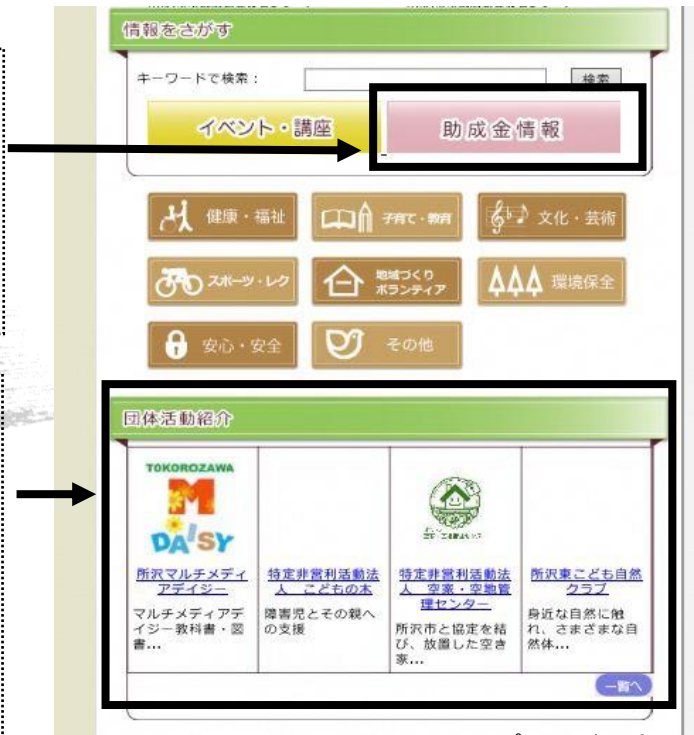 情報をさがす
キーワードで検索：
検索
イベント・講座
助成金情報
健康・福祉
子育て・教育
文化・芸術
スポーツ・レク
地域づくり
ボランティア
環境保全
安心・安全
その他
団体活動紹介
TOKOROZAWA
M
DAISY
所沢マルチメディ
アデイジー
マルチメディアデ
イジー教科書・図
書...
特定非営利活動法
人 こどもの木
障害児とその親へ
の支援
特定非営利活動法
人 空家・空地管
理センター
所沢市と協定を結
び、放置した空き
家...
所沢東こども自然
クラブ
身近な自然に触
れ、さまざまな自
然体...
一覧へ